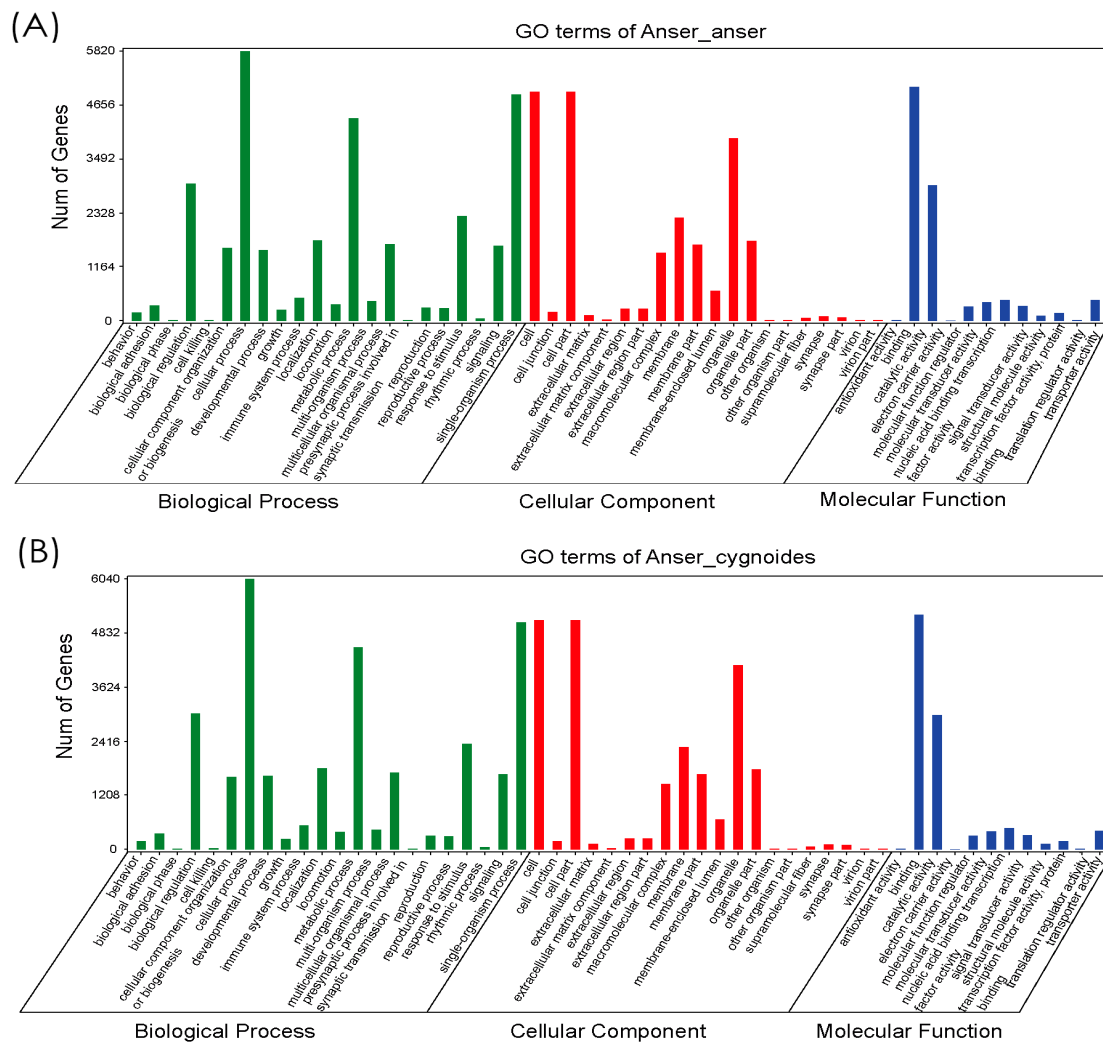 (A)
GO terms of Anser_anser
Num of Genes
5820
4656
3492
2328
1164
0
behavior
biological adhesion
biological phase
biological regulation
cell killing
cellular component organization
or biogenesis
cellular process
developmental process
growth
immune system process
localization
locomotion
metabolic process
multi-organism process
multicellular organismal process
presynaptic process involved in
synaptic transmission
reproduction
reproductive process
response to stimulus
rhythmic process
signaling
single-organism process
cell
cell junction
cell part
extracellular matrix
extracellular matrix component
extracellular region
extracellular region part
macromolecular complex
membrane
membrane part
membrane-enclosed lumen
organelle
organelle part
other organism
other organism part
supramolecular fiber
synapse
synapse part
virion
virion part
antioxidant activity
binding
catalytic activity
electron carrier activity
molecular function regulator
molecular transducer activity
nucleic acid binding transcription
factor activity
signal transducer activity
structural molecule activity
transcription factor activity, protein
binding
translation regulator activity
transporter activity
Biological Process
Cellular Component
Molecular Function
(B)
GO terms of Anser_cygnoides
Num of Genes
6040
4832
3624
2416
1208
0
behavior
biological adhesion
biological phase
biological regulation
cell killing
cellular component organization
or biogenesis
cellular process
developmental process
growth
immune system process
localization
locomotion
metabolic process
multi-organism process
multicellular organismal process
presynaptic process involved in
synaptic transmission
reproduction
reproductive process
response to stimulus
rhythmic process
signaling
single-organism process
cell
cell junction
cell part
extracellular matrix
extracellular matrix component
extracellular region
extracellular region part
macromolecular complex
membrane
membrane part
membrane-enclosed lumen
organelle
organelle part
other organism
other organism part
supramolecular fiber
synapse
synapse part
virion
virion part
antioxidant activity
binding
catalytic activity
electron carrier activity
molecular function regulator
molecular transducer activity
nucleic acid binding transcription
factor activity
signal transducer activity
structural molecule activity
transcription factor activity, protein
binding
translation regulator activity
transporter activity
Biological Process
Cellular Component
Molecular Function